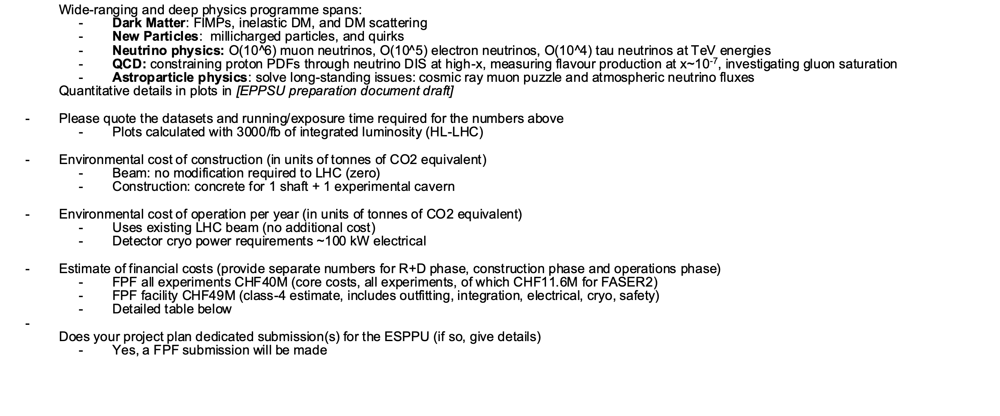 Wide-ranging and deep physics programme spans:
- Dark Matter: FIMPs, inelastic DM, and DM scattering
- New Particles: millicharged particles, and quirks
- Neutrino physics: O(10^6) muon neutrinos, O(10^5) electron neutrinos, O(10^4) tau neutrinos at TeV energies
- QCD: constraining proton PDFs through neutrino DIS at high-x, measuring flavour production at x~10⁻⁷, investigating gluon saturation
- Astroparticle physics: solve long-standing issues: cosmic ray muon puzzle and atmospheric neutrino fluxes
Quantitative details in plots in [EPPSU preparation document draft]
- Please quote the datasets and running/exposure time required for the numbers above
- Plots calculated with 3000/fb of integrated luminosity (HL-LHC)
- Environmental cost of construction (in units of tonnes of CO2 equivalent)
- Beam: no modification required to LHC (zero)
- Construction: concrete for 1 shaft + 1 experimental cavern
- Environmental cost of operation per year (in units of tonnes of CO2 equivalent)
- Uses existing LHC beam (no additional cost)
- Detector cryo power requirements ~100 kW electrical
- Estimate of financial costs (provide separate numbers for R+D phase, construction phase and operations phase)
- FPF all experiments CHF40M (core costs, all experiments, of which CHF11.6M for FASER2)
- FPF facility CHF49M (class-4 estimate, includes outfitting, integration, electrical, cryo, safety)
- Detailed table below
-
Does your project plan dedicated submission(s) for the ESPPU (if so, give details)
- Yes, a FPF submission will be made